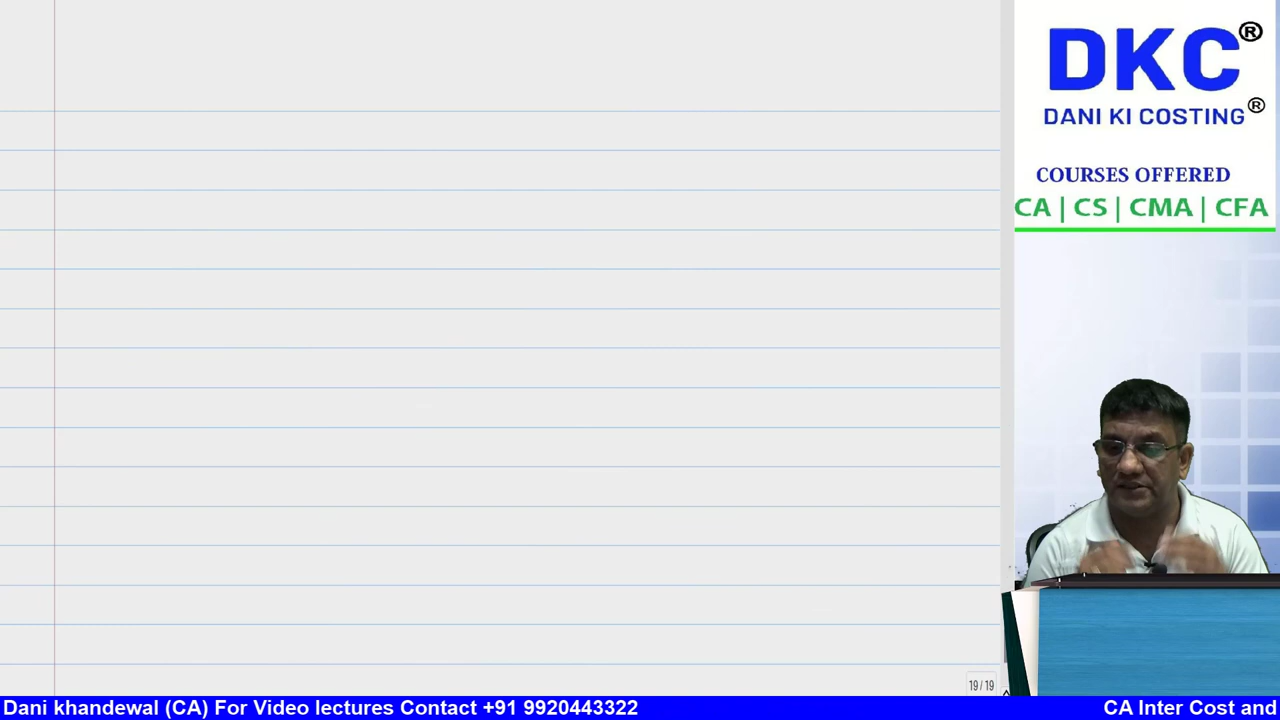 DKC®
DANI KI COSTING®
COURSES OFFERED
CA | CS | CMA | CFA
19 / 19
Dani khandewal (CA) For Video lectures Contact +91 9920443322
CA Inter Cost and